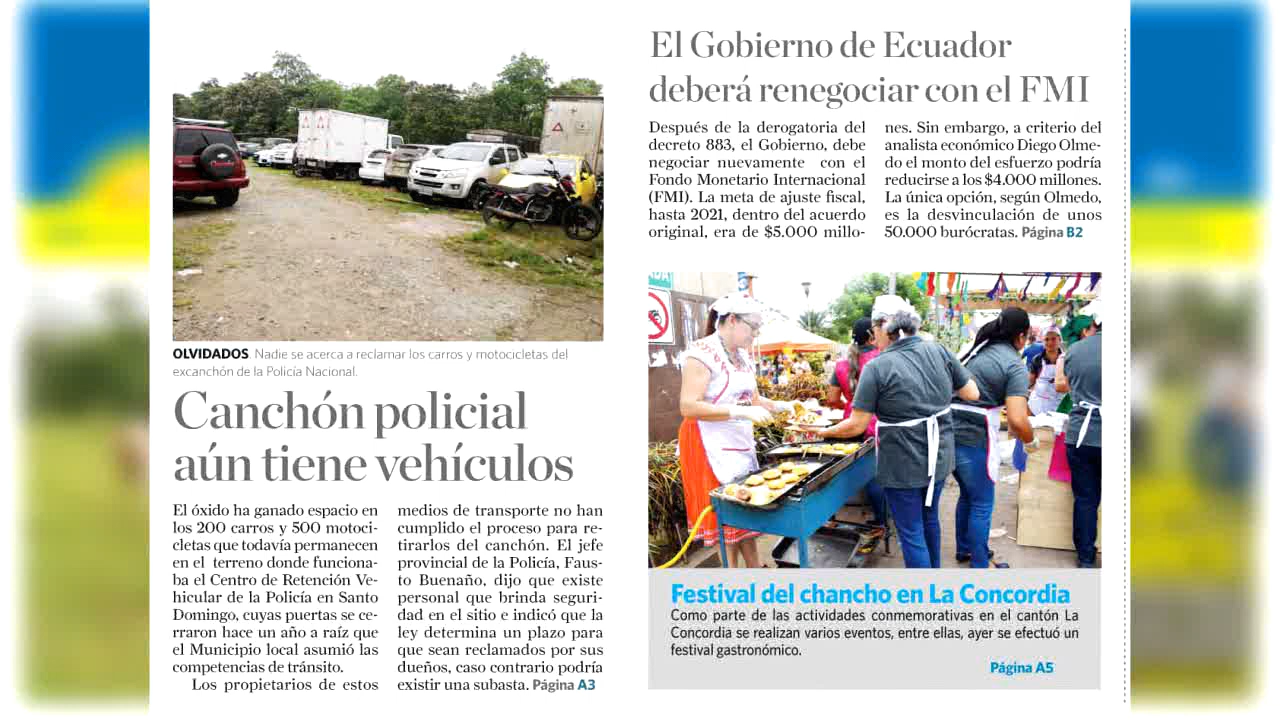 OLVIDADOS. Nadie se acerca a reclamar los carros y motocicletas del
excanchón de la Policía Nacional.
Canchón policial
aún tiene vehículos
El óxido ha ganado espacio en
los 200 carros y 500 motoci-
cletas que todavía permanecen
en el terreno donde funciona-
ba el Centro de Retención Ve-
hicular de la Policía en Santo
Domingo, cuyas puertas se ce-
rraron hace un año a raíz que
el Municipio local asumió las
competencias de tránsito.
Los propietarios de estos
medios de transporte no han
cumplido el proceso para re-
tirarlos del canchón. El jefe
provincial de la Policía, Faus-
to Buenaño, dijo que existe
personal que brinda seguri-
dad en el sitio e indicó que la
ley determina un plazo para
que sean reclamados por sus
dueños, caso contrario podría
existir una subasta. Página A3
El Gobierno de Ecuador
deberá renegociar con el FMI
Después de la derogatoria del
decreto 883, el Gobierno, debe
negociar nuevamente con el
Fondo Monetario Internacional
(FMI). La meta de ajuste fiscal,
hasta 2021, dentro del acuerdo
original, era de $5.000 millo-
nes. Sin embargo, a criterio del
analista económico Diego Olme-
do el monto del esfuerzo podría
reducirse a los $4.000 millones.
La única opción, según Olmedo,
es la desvinculación de unos
50.000 burócratas. Página B2
Festival del chancho en La Concordia
Como parte de las actividades conmemorativas en el cantón La
Concordia se realizan varios eventos, entre ellas, ayer se efectuó un
festival gastronómico.
Página A5